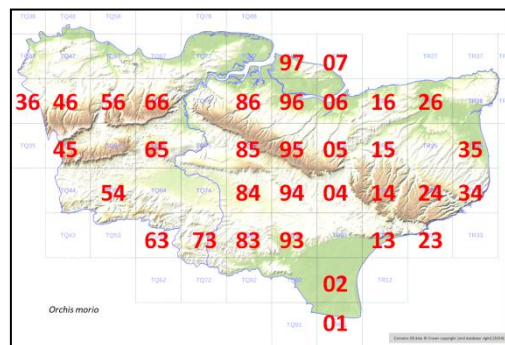 TQ38 TQ48 TQ58 TQ78 TQ88
97 07
TR27 TR37
36 46 56 66 86 96 06 16 26
TQ35
45 65 85 95 05 15 35
54 TQ64 TQ74 84 94 04 14 24 34
TQ43 TQ53 TR33
63 73 83 93 13 23
TQ62 TQ72 TQ82 TR12
02
Orchis morio
TQ91
01